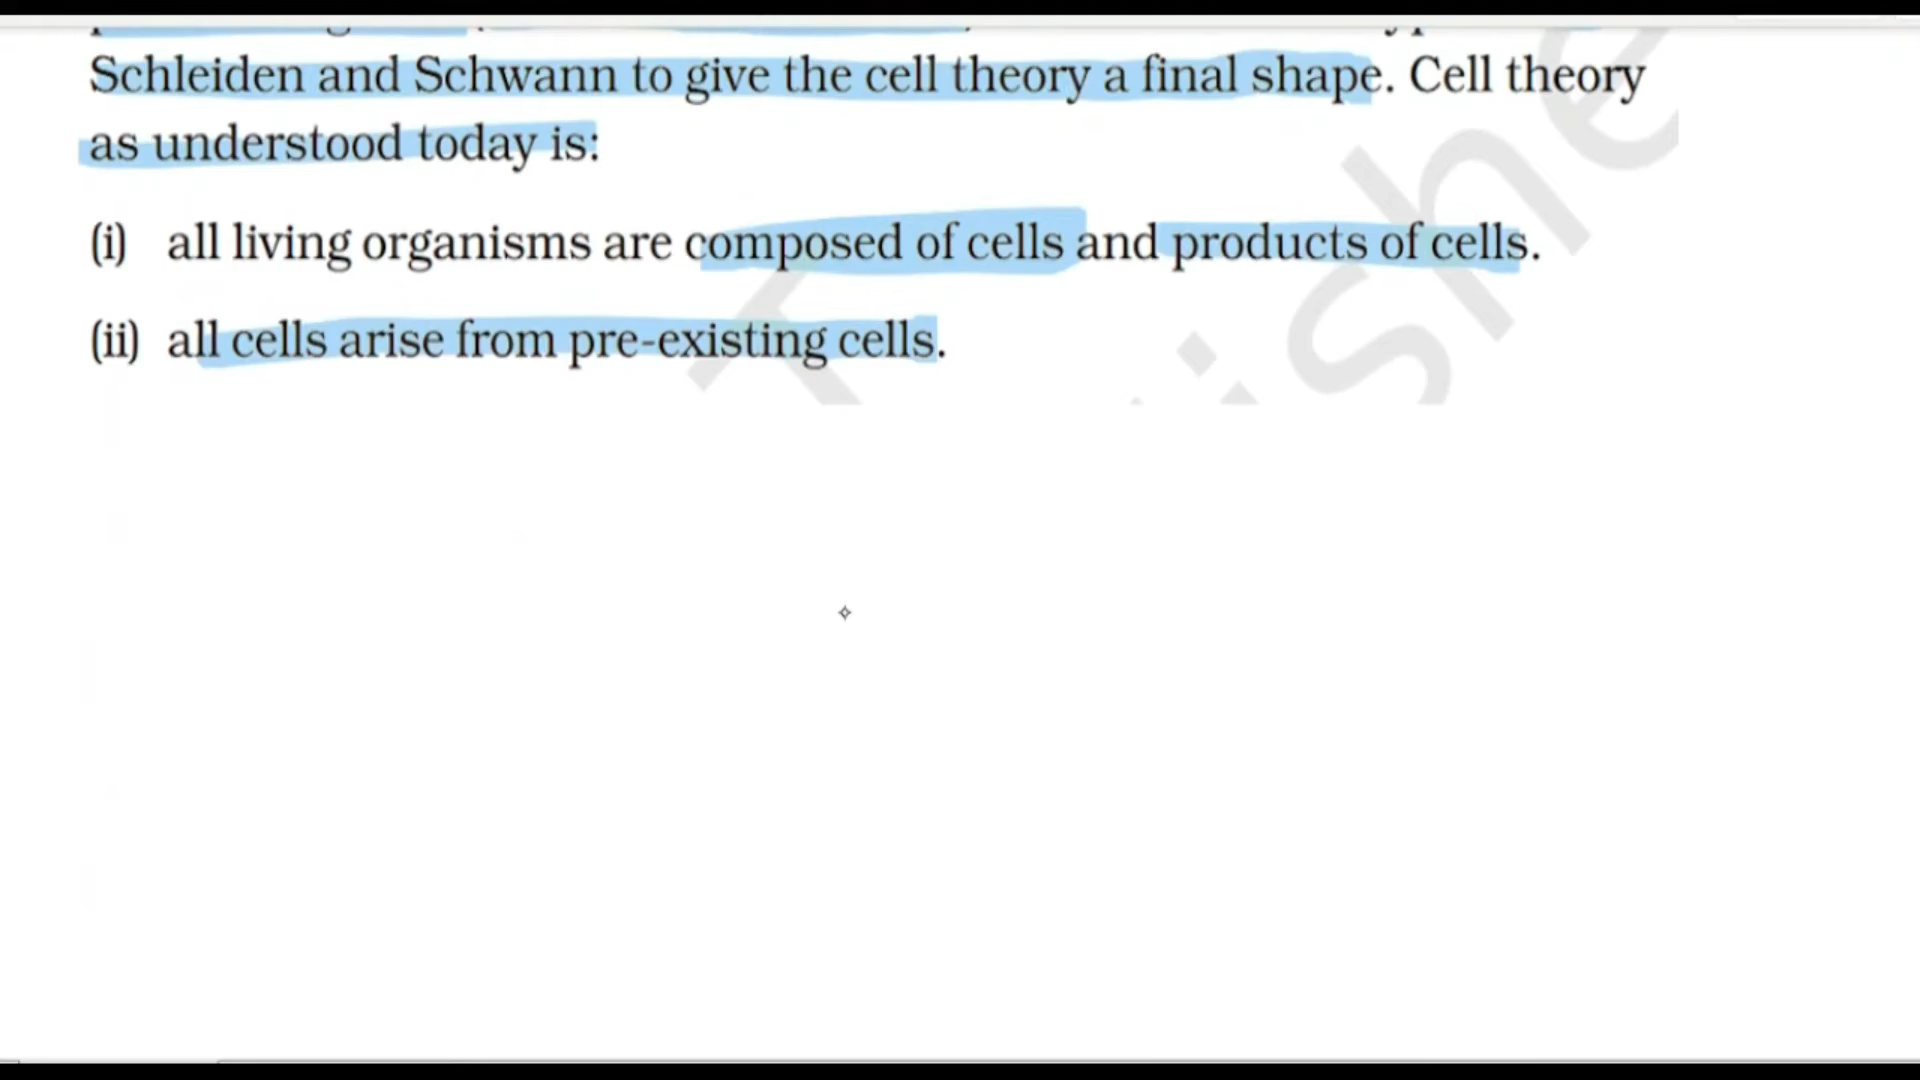 Schleiden and Schwann to give the cell theory a final shape. Cell theory
as understood today is:
(i) all living organisms are composed of cells and products of cells.
(ii) all cells arise from pre-existing cells.